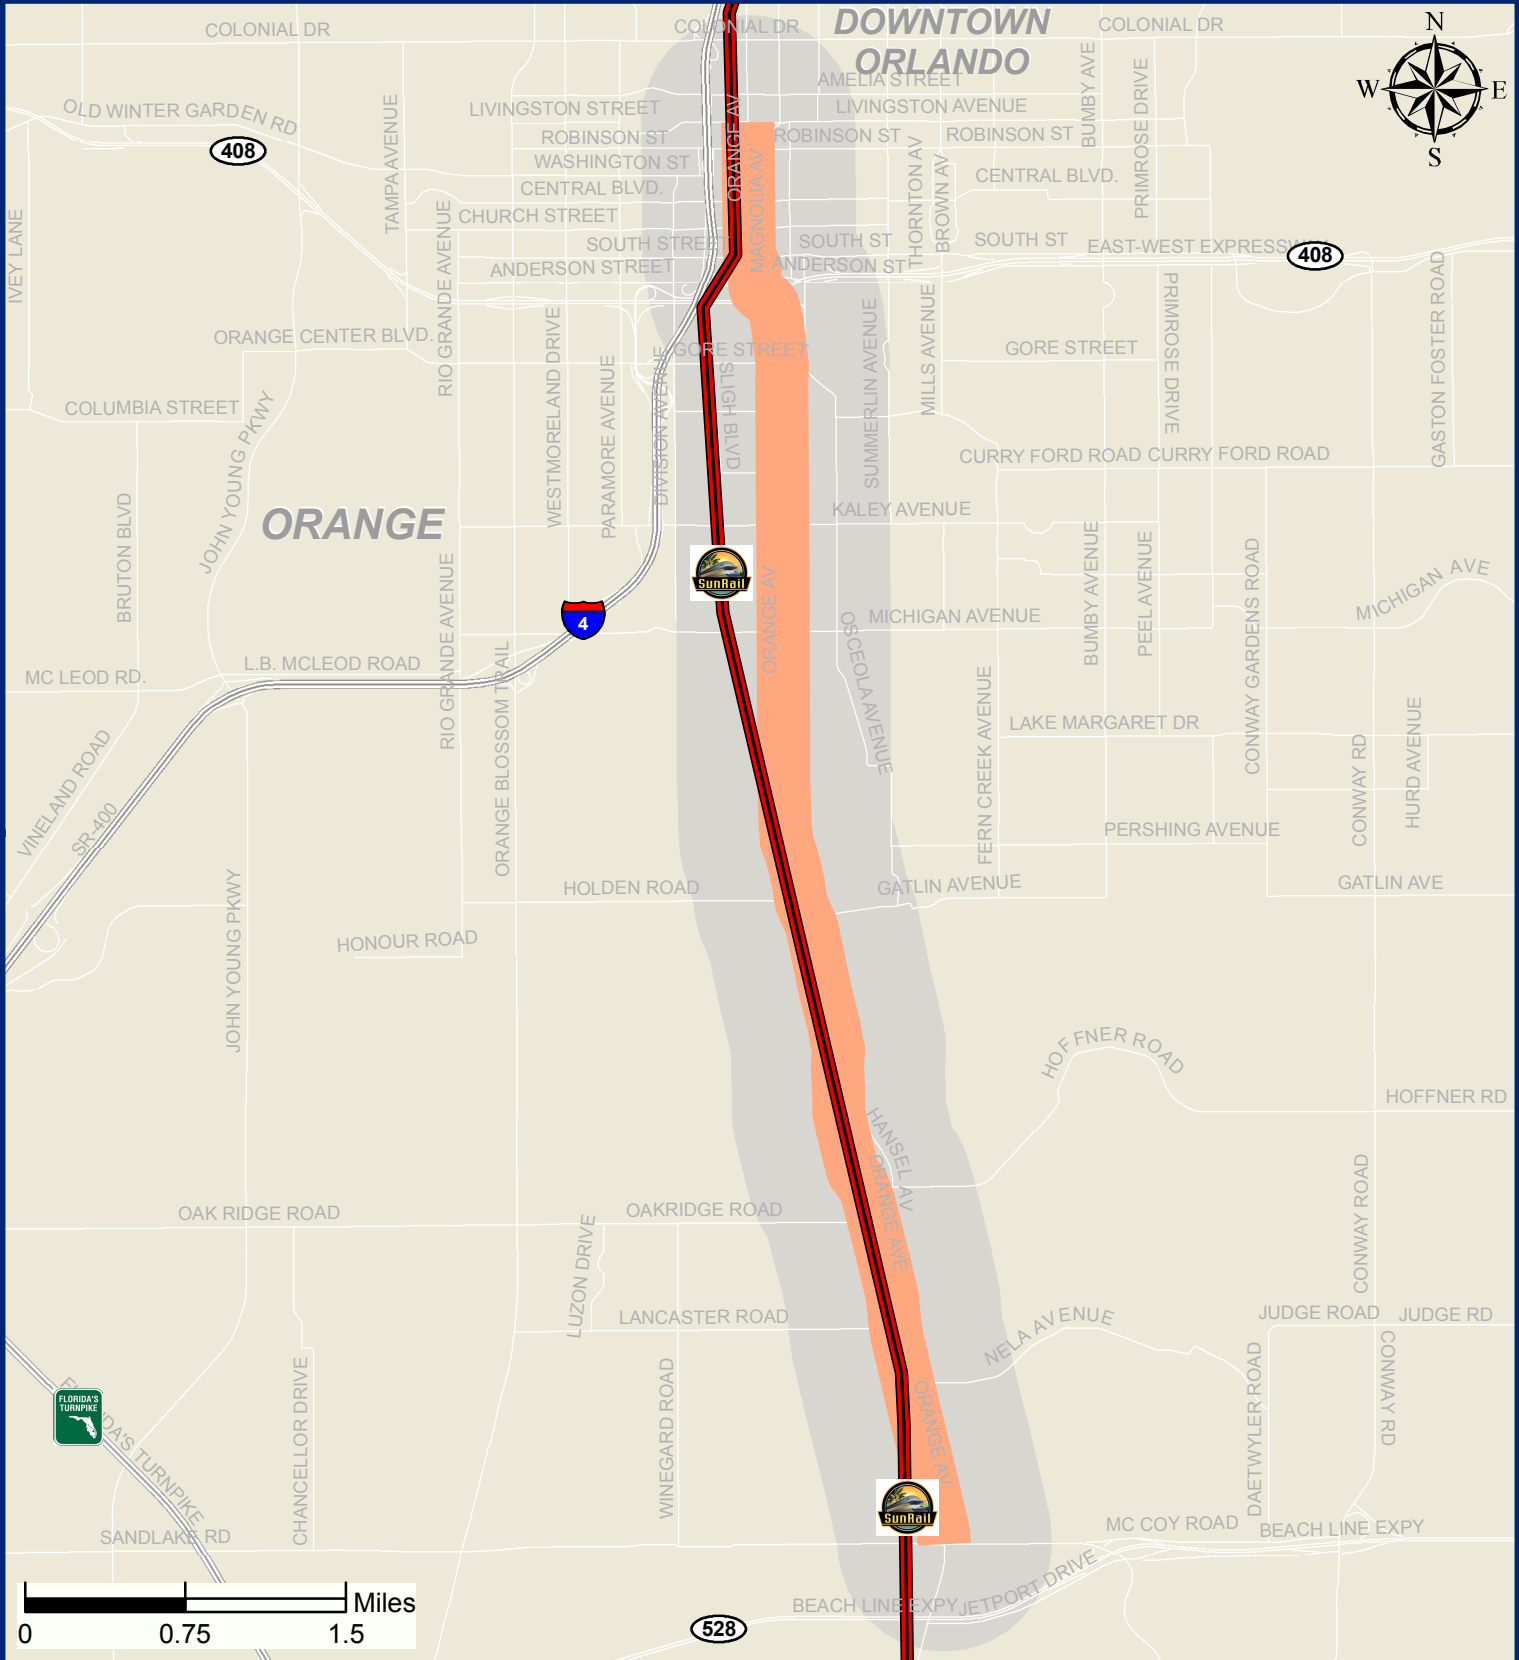 DOWNTOWN
ORLANDO
COLONIAL DR
COLONIAL DR
COLONIAL DR
N
W
E
S
AMELIA STREET
OLD WINTER GARDEN RD
LIVINGSTON STREET
LIVINGSTON AVENUE
ROBINSON ST
ROBINSON ST
ROBINSON ST
408
WASHINGTON ST
CENTRAL BLVD.
CENTRAL BLVD.
CHURCH STREET
SOUTH STREET
SOUTH ST
SOUTH ST
EAST-WEST EXPRESSWAY
408
ANDERSON STREET
ANDERSON ST
IVEY LANE
TAMPA AVENUE
RIO GRANDE AVENUE
ORANGE AV
MAGNOLIA AV
THORNTON AV
BROWN AV
BUMBY AVE
PRIMROSE DRIVE
ORANGE CENTER BLVD.
GORE STREET
GORE STREET
WESTMORELAND DRIVE
PARAMORE AVENUE
DIVISION AVENUE
SLIGH BLVD
SUMMERLIN AVENUE
MILLS AVENUE
PRIMROSE DRIVE
GASTON FOSTER ROAD
COLUMBIA STREET
JOHN YOUNG PKWY
CURRY FORD ROAD
CURRY FORD ROAD
BRUTON BLVD
ORANGE
KALEY AVENUE
SunRail
4
RIO GRANDE AVENUE
ORANGE AV
MICHIGAN AVENUE
MICHIGAN AVE
BUMBY AVENUE
PEEL AVENUE
CONWAY GARDENS ROAD
OSCEOLA AVENUE
MC LEOD RD.
L.B. MCLEOD ROAD
ORANGE BLOSSOM TRAIL
FERN CREEK AVENUE
LAKE MARGARET DR
CONWAY RD
HURD AVENUE
VINELAND ROAD
SR-400
PERSHING AVENUE
HOLDEN ROAD
GATLIN AVENUE
GATLIN AVE
JOHN YOUNG PKWY
HONOUR ROAD
HOFFNER ROAD
HOFFNER RD
HANSEL AV
ORANGE AVE
CONWAY ROAD
OAK RIDGE ROAD
OAKRIDGE ROAD
LUZON DRIVE
LANCASTER ROAD
NELA AVENUE
JUDGE ROAD
JUDGE RD
CONWAY RD
DAETWYLER ROAD
WINEGARD ROAD
CHANCELLOR DRIVE
ORANGE AV
FLORIDA'S
TURNPIKE
FLORIDA'S TURNPIKE
SunRail
SANDLAKE RD
MC COY ROAD
BEACH LINE EXPY
JETPORT DRIVE
BEACH LINE EXPY
528
Miles
0
0.75
1.5